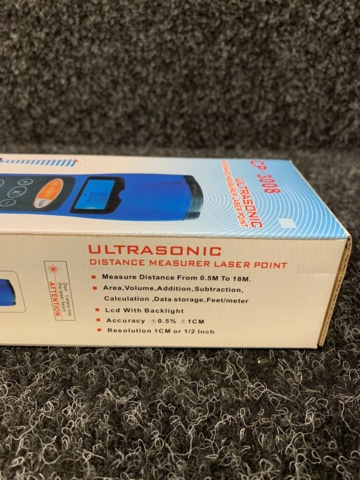 CP-3008
ULTRASONIC
DISTANCE MEASURER LASER POINT
ULTRASONIC
DISTANCE MEASURER LASER POINT
Measure Distance From 0.5M To 18M.
Area,Volume,Addition,Subtraction,
Calculation ,Data storage,Feet/meter
Lcd With Backlight
Accuracy ±0.5% ±1CM
Resolution 1CM or 1/2 Inch
ATTENTION